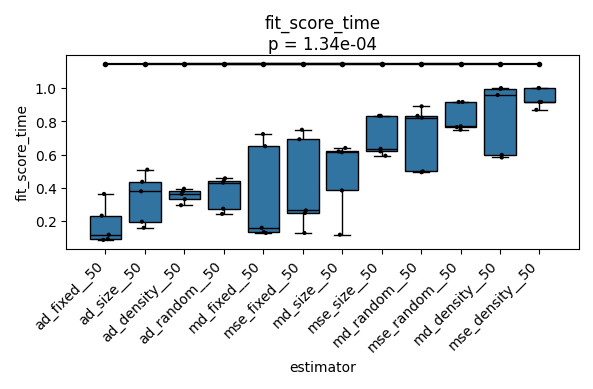 fit_score_time
p = 1.34e-04
fit_score_time
1.0
0.8
0.6
0.4
0.2
ad_fixed__50
ad_size__50
ad_density__50
ad_random__50
md_fixed__50
mse_fixed__50
md_size__50
mse_size__50
md_random__50
mse_random__50
md_density__50
mse_density__50
estimator